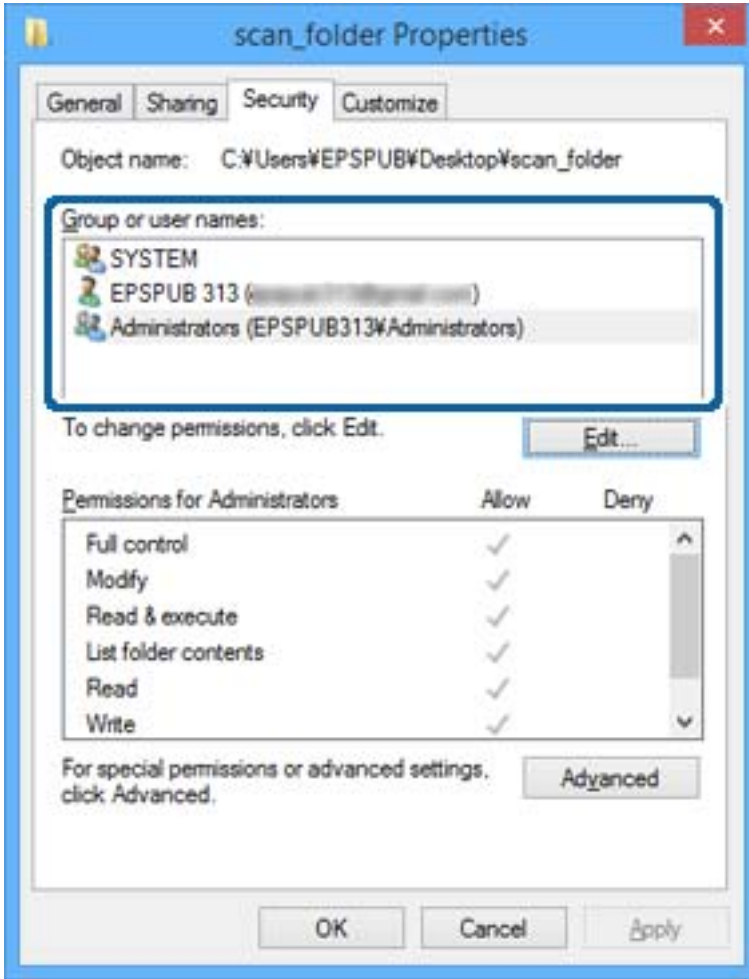 scan_folder Properties
General Sharing Security Customize
Object name: C:¥Users¥EPSPUB¥Desktop¥scan_folder
Group or user names:
SYSTEM
EPSPUB 313 ( )
Administrators (EPSPUB313¥Administrators)
To change permissions, click Edit.
Edit...
Permissions for Administrators Allow Deny
Full control
Modify
Read & execute
List folder contents
Read
Write
For special permissions or advanced settings,
click Advanced.
Advanced
OK Cancel Apply